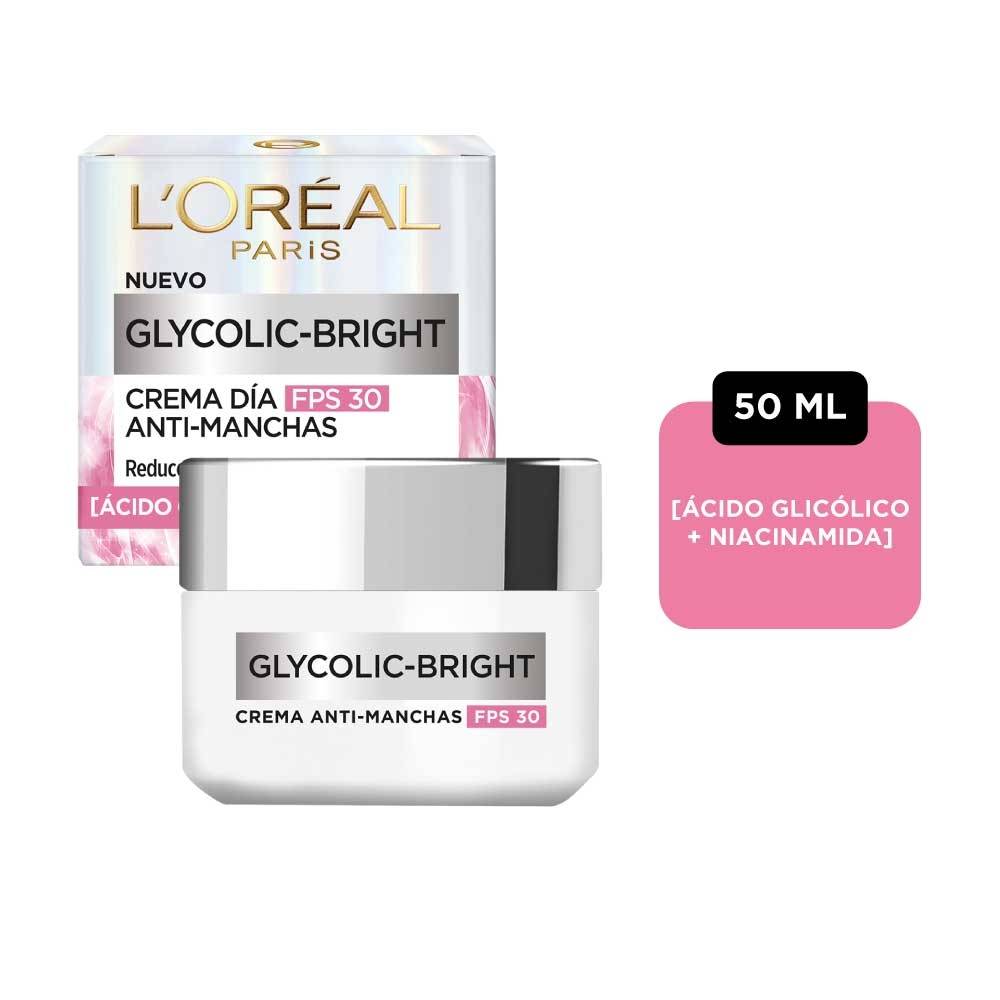 L'ORÉAL
PARiS
NUEVO
GLYCOLIC-BRIGHT
CREMA DÍA FPS 30
ANTI-MANCHAS
[ÁCIDO
GLYCOLIC-BRIGHT
CREMA ANTI-MANCHAS FPS 30
50 ML
[ÁCIDO GLICÓLICO
+ NIACINAMIDA]